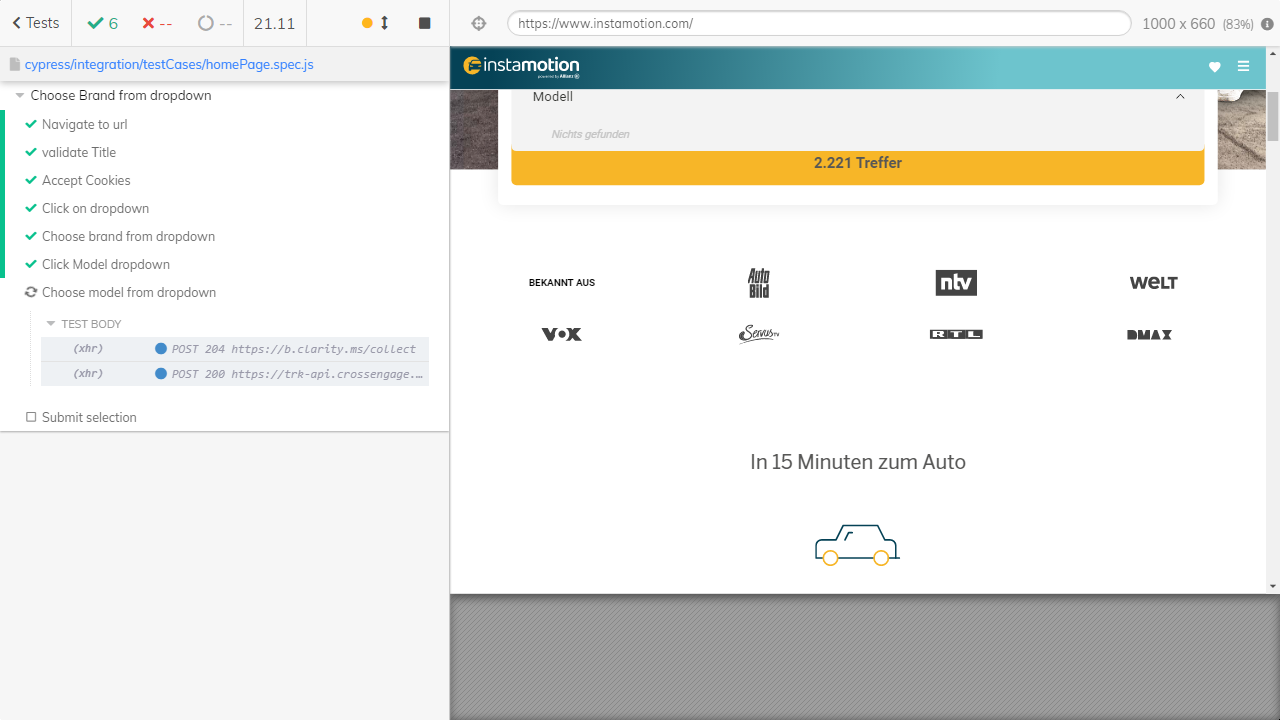 Tests
6
--
--
21.11
https://www.instamotion.com/
1000 x 660 (83%)
cypress/integration/testCases/homePage.spec.js
Choose Brand from dropdown
Navigate to url
validate Title
Accept Cookies
Click on dropdown
Choose brand from dropdown
Click Model dropdown
Choose model from dropdown
TEST BODY
(xhr) POST 204 https://b.clarity.ms/collect
(xhr) POST 200 https://trk-api.crossengage.…
Submit selection
instamotion
powered by Allianz
Modell
Nichts gefunden
2.221 Treffer
BEKANNT AUS
Auto Bild
ntv
WELT
VOX
Servus TV
RTL
DMAX
In 15 Minuten zum Auto